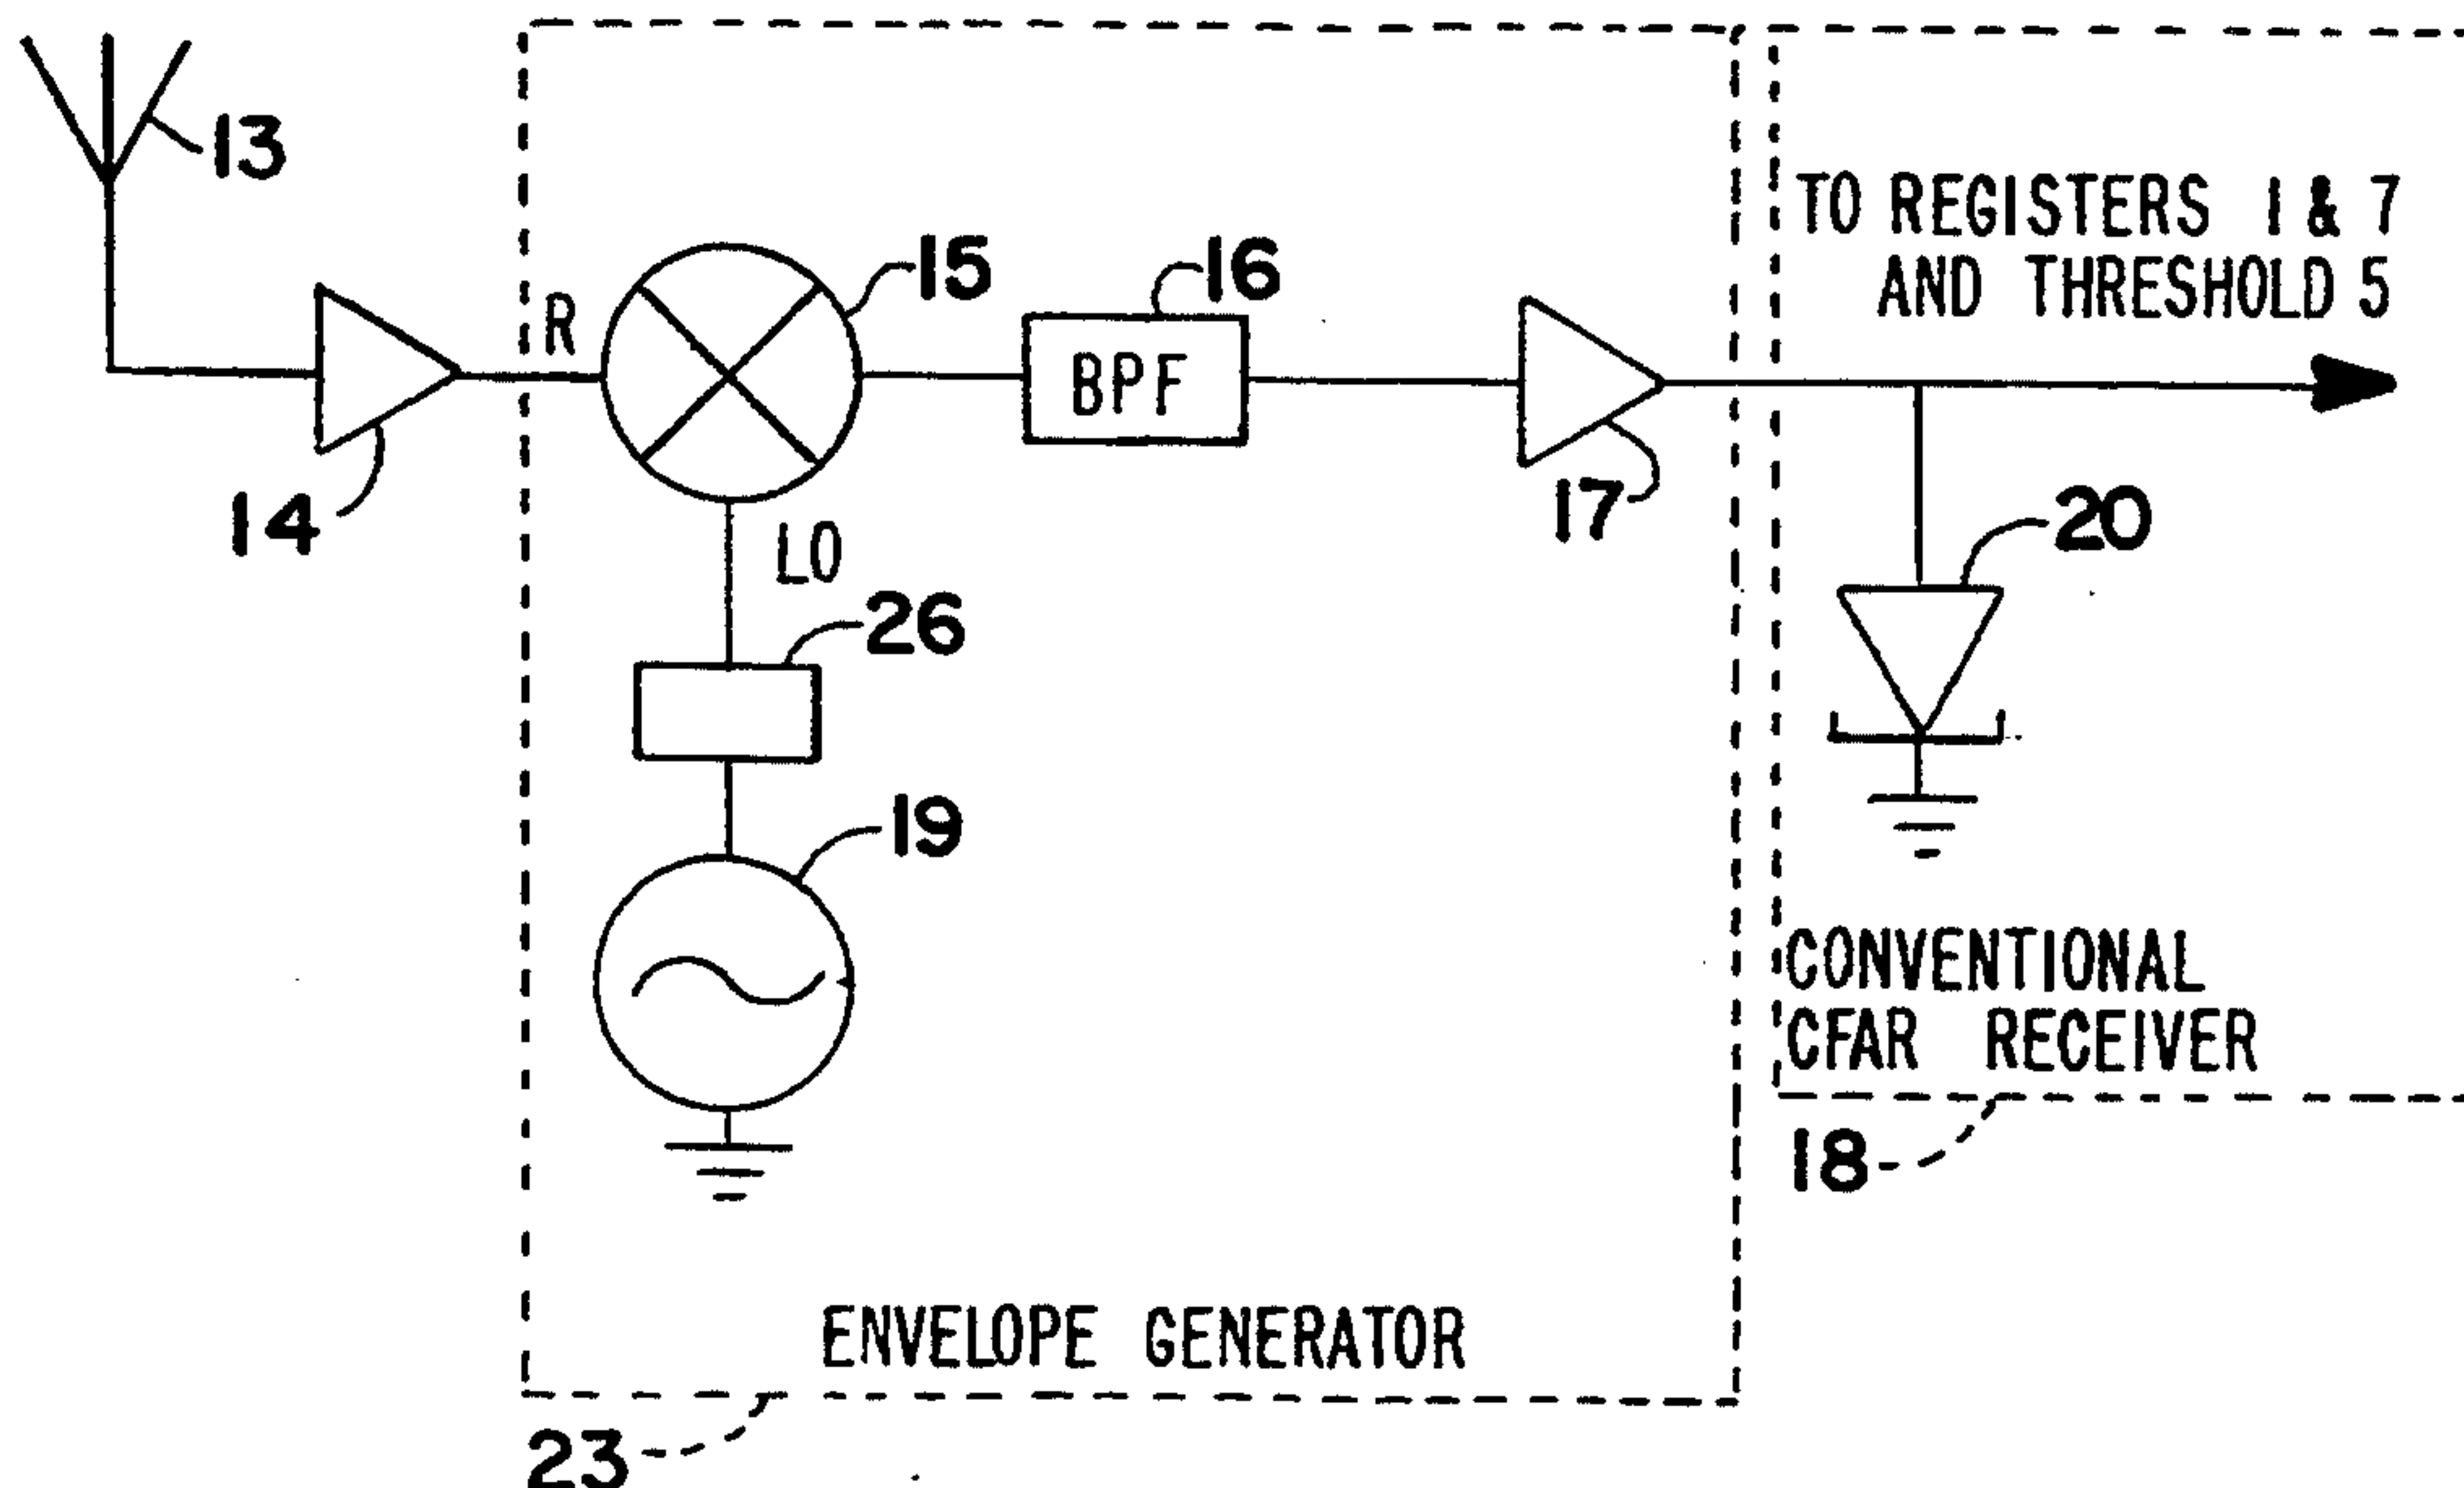 13
TO REGISTERS 1 & 7
AND THRESHOLD 5
R
15
16
BPF
14
17
LO
20
26
19
CONVENTIONAL
CFAR RECEIVER
18
ENVELOPE GENERATOR
23